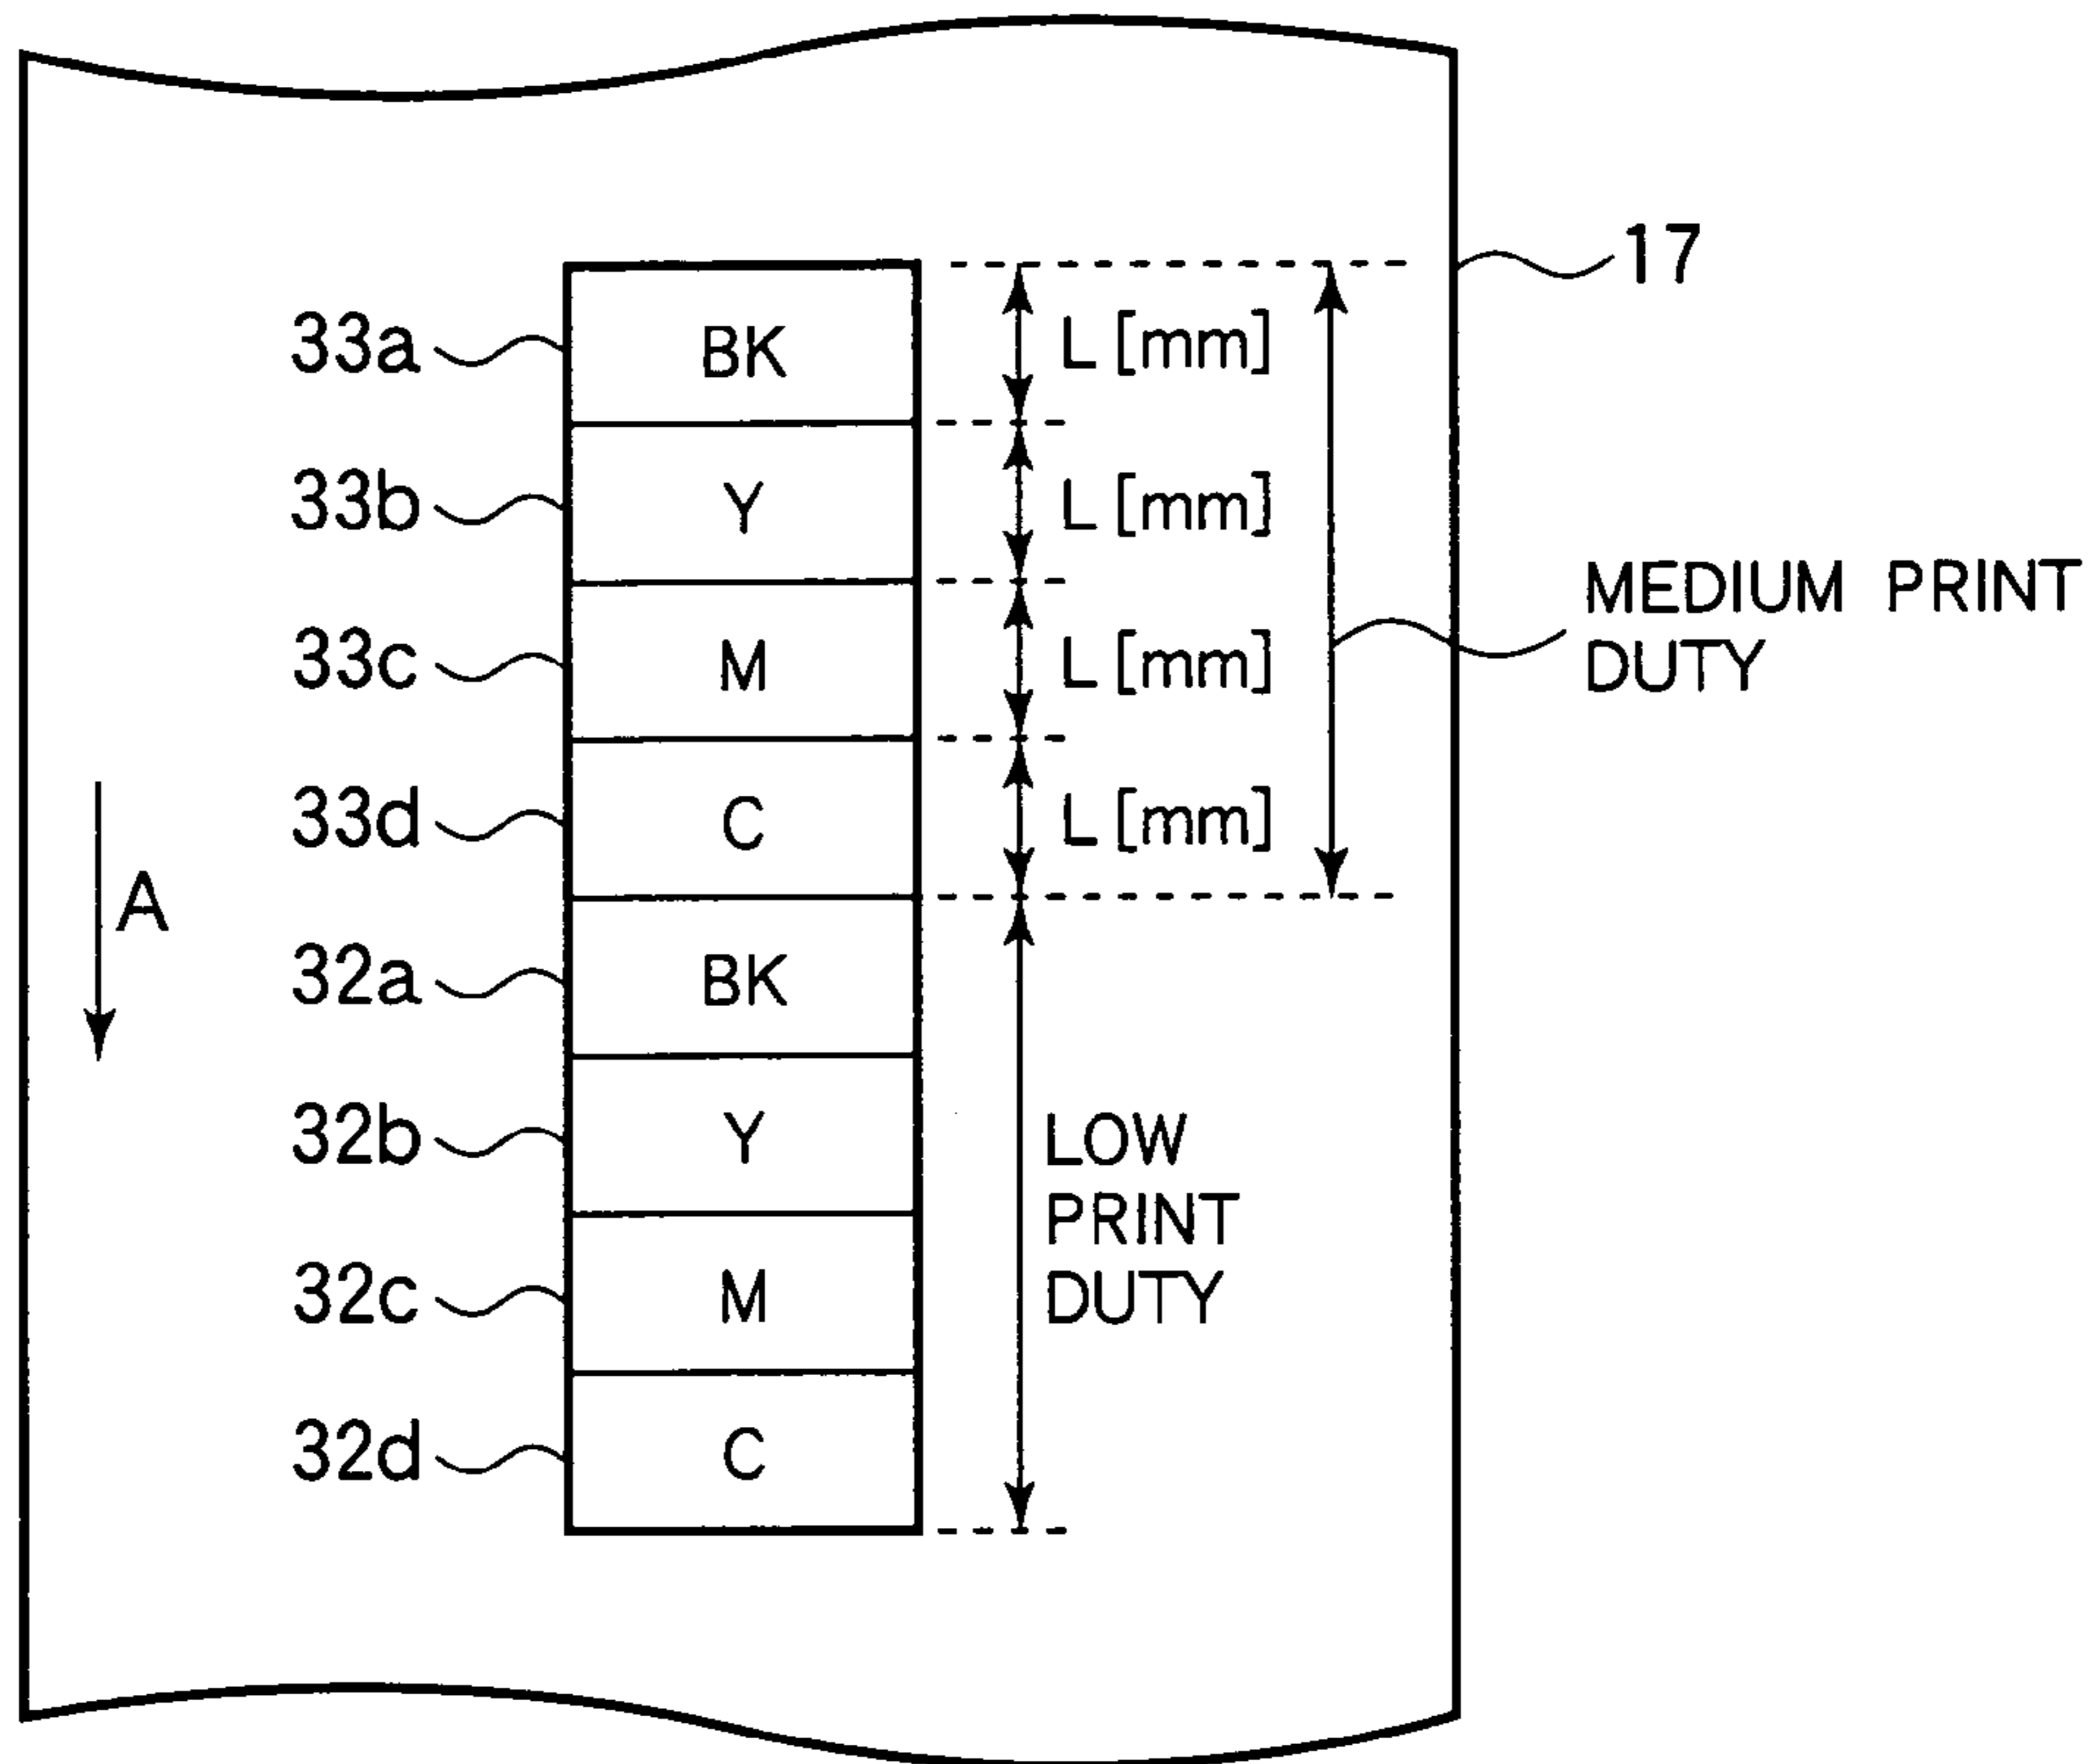 17
33a BK L [mm]
33b Y L [mm]
MEDIUM PRINT
DUTY
33c M L [mm]
33d C L [mm]
A
32a BK
32b Y
LOW
PRINT
DUTY
32c M
32d C